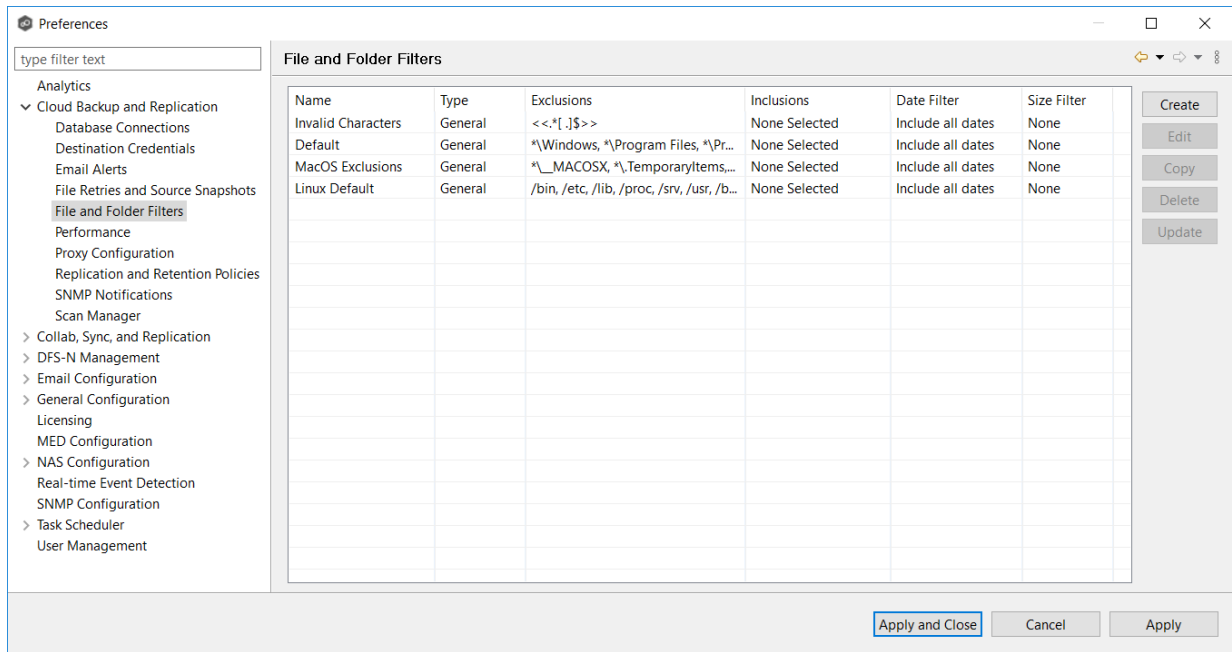 Preferences
type filter text
Analytics
Cloud Backup and Replication
Database Connections
Destination Credentials
Email Alerts
File Retries and Source Snapshots
File and Folder Filters
Performance
Proxy Configuration
Replication and Retention Policies
SNMP Notifications
Scan Manager
Collab, Sync, and Replication
DFS-N Management
Email Configuration
General Configuration
Licensing
MED Configuration
NAS Configuration
Real-time Event Detection
SNMP Configuration
Task Scheduler
User Management
File and Folder Filters
Name Type Exclusions Inclusions Date Filter Size Filter
Invalid Characters General <<.*[ .]$>> None Selected Include all dates None
Default General *\Windows, *\Program Files, *\Pr... None Selected Include all dates None
MacOS Exclusions General *\__MACOSX, *\.TemporaryItems,... None Selected Include all dates None
Linux Default General /bin, /etc, /lib, /proc, /srv, /usr, /b... None Selected Include all dates None
Create
Edit
Copy
Delete
Update
Apply and Close Cancel Apply